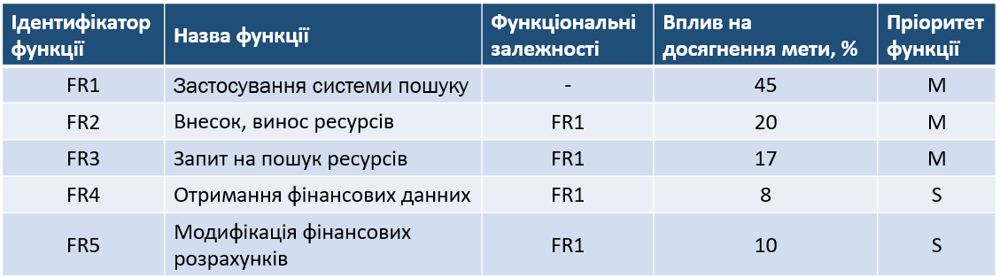 Ідентифікатор функції
Назва функції
Функціональні залежності
Вплив на досягнення мети, %
Пріоритет функції
FR1
Застосування системи пошуку
-
45
M
FR2
Внесок, винос ресурсів
FR1
20
M
FR3
Запит на пошук ресурсів
FR1
17
M
FR4
Отримання фінансових данних
FR1
8
S
FR5
Модифікація фінансових
розрахунків
FR1
10
S